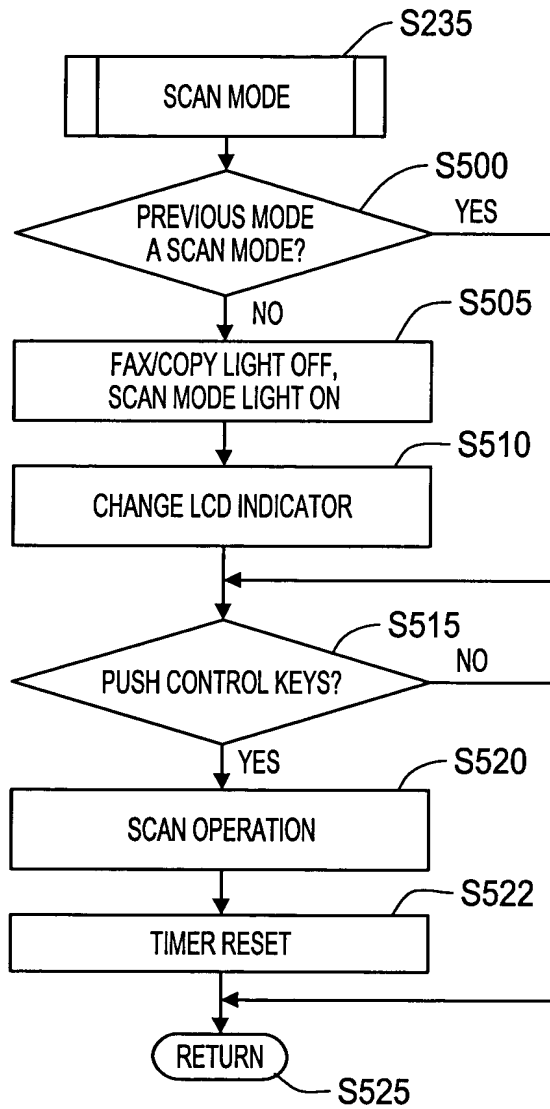 S235
SCAN MODE
S500
PREVIOUS MODE
A SCAN MODE?
YES
NO
S505
FAX/COPY LIGHT OFF,
SCAN MODE LIGHT ON
S510
CHANGE LCD INDICATOR
S515
PUSH CONTROL KEYS?
NO
YES
S520
SCAN OPERATION
S522
TIMER RESET
RETURN
S525